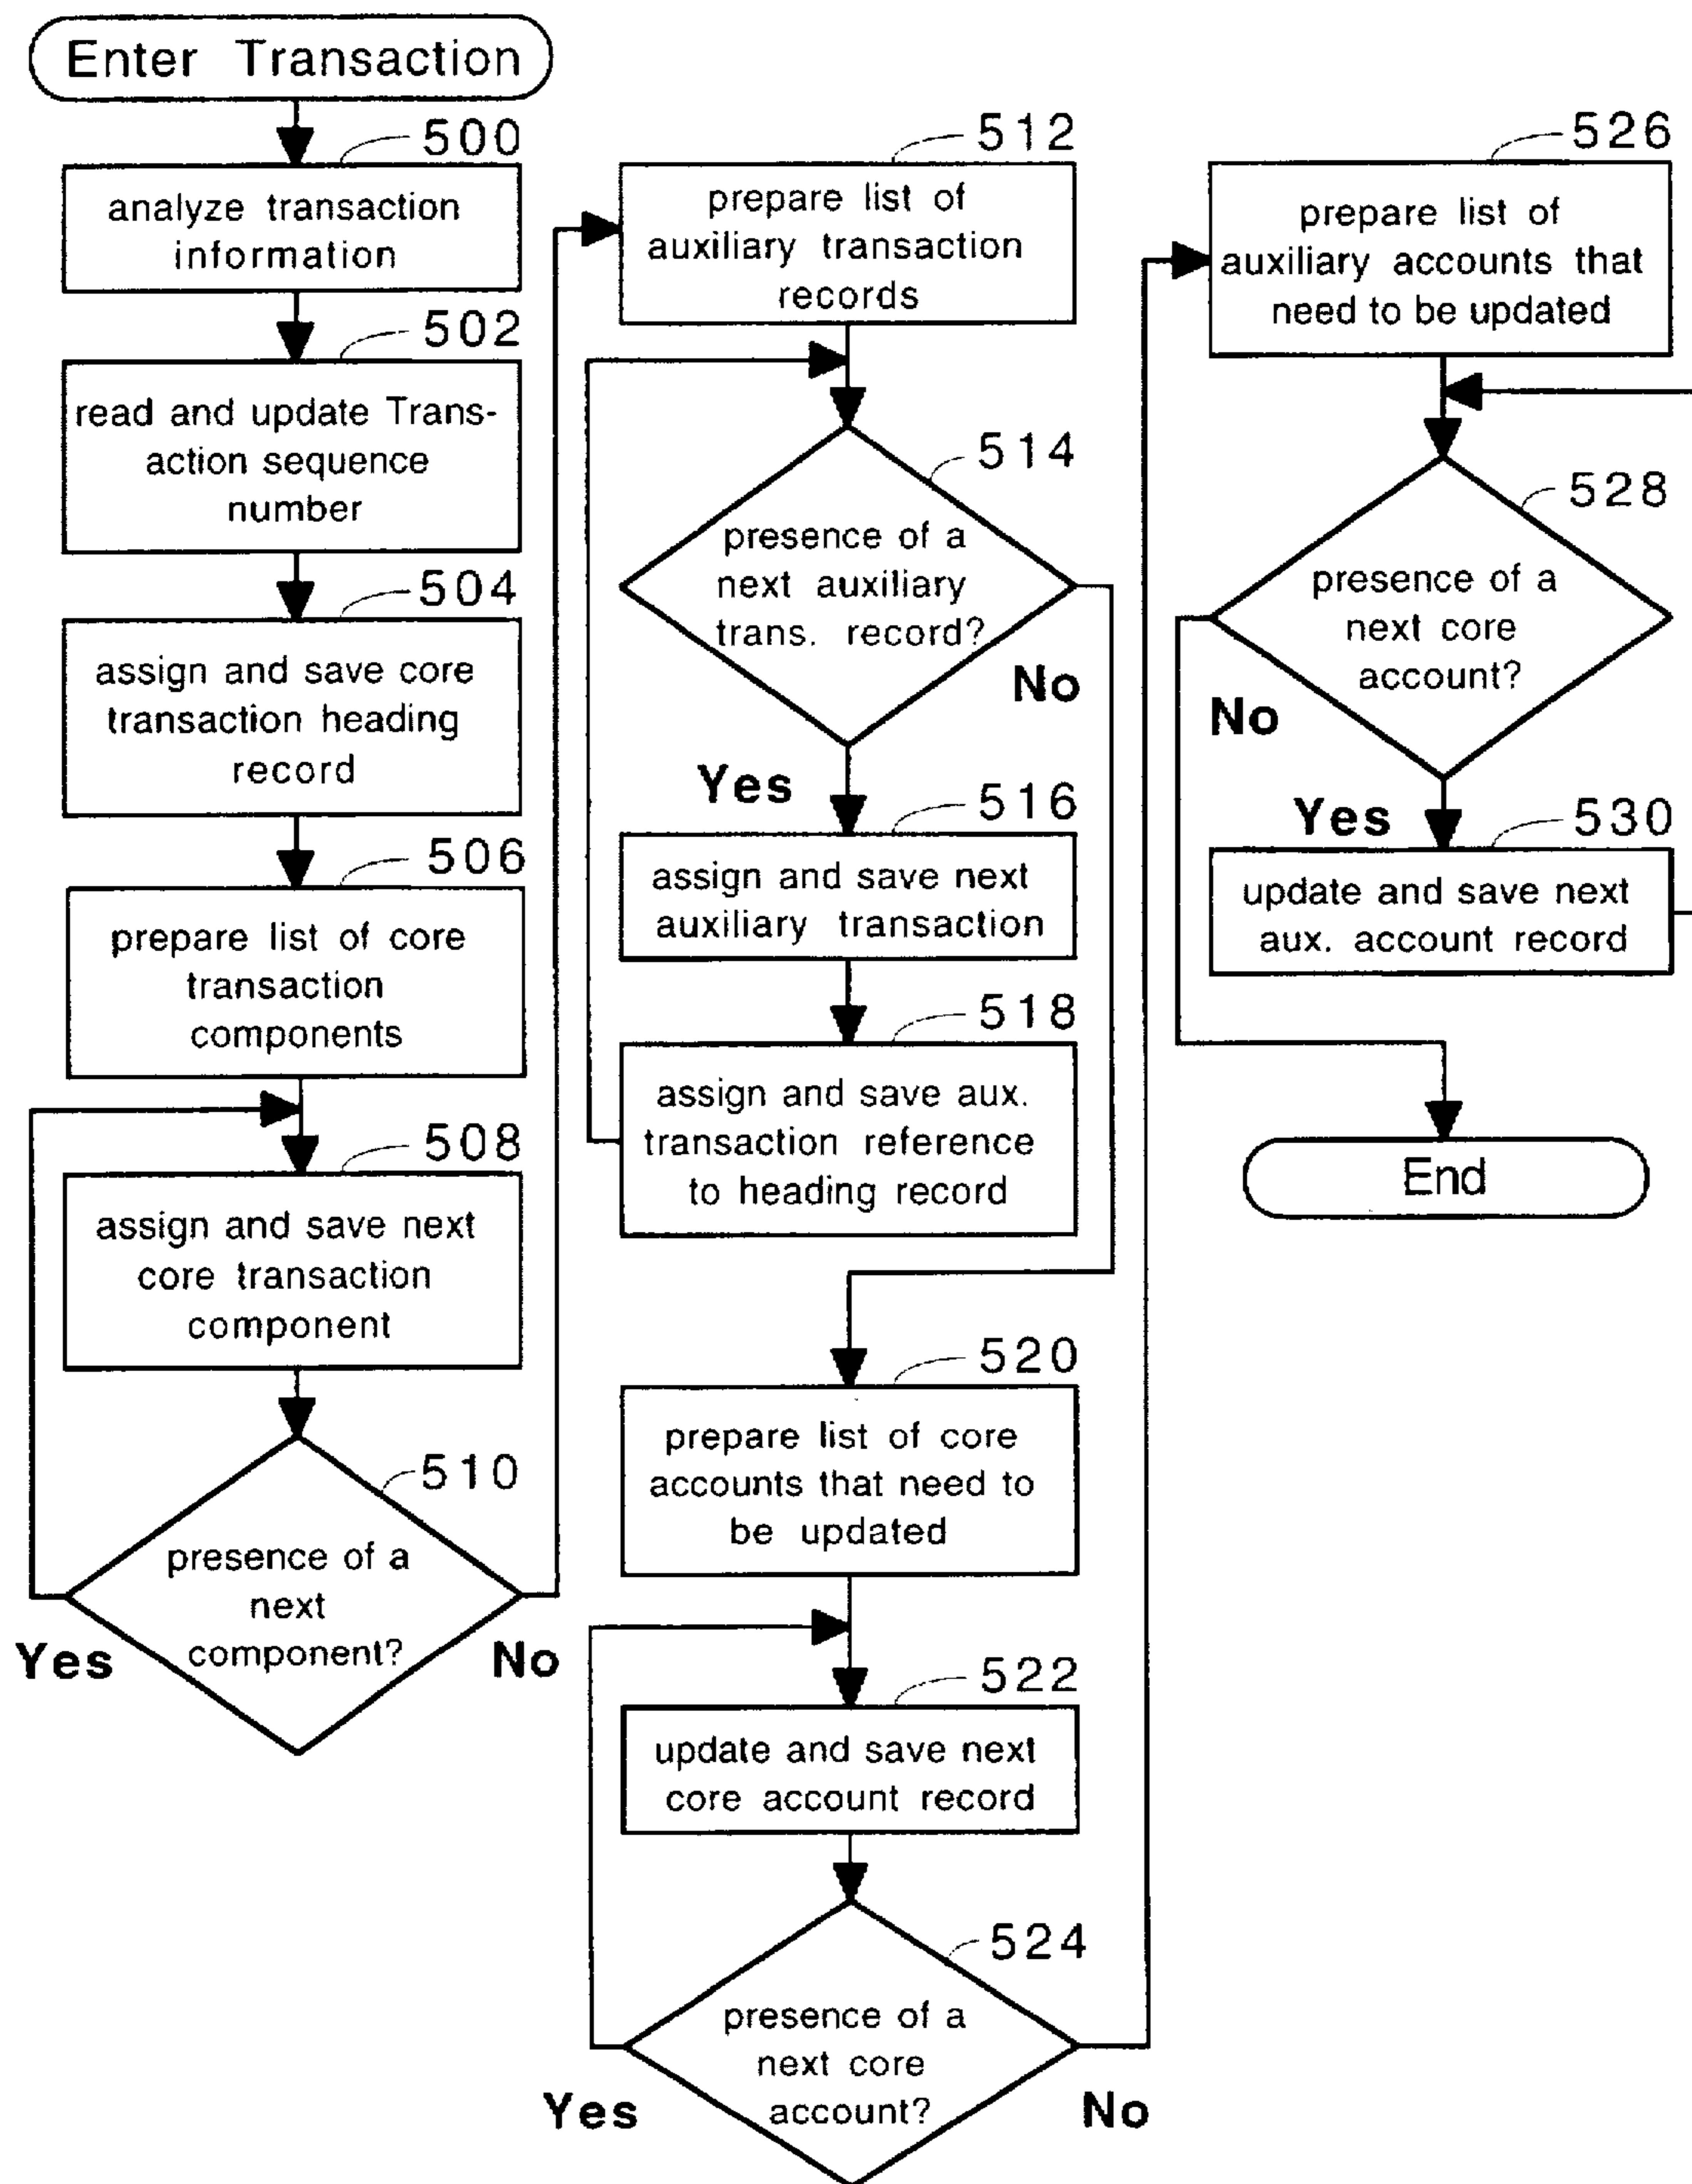 Enter Transaction
500
analyze transaction
information
502
read and update Trans-
action sequence
number
504
assign and save core
transaction heading
record
506
prepare list of core
transaction
components
508
assign and save next
core transaction
component
510
presence of a
next
component?
Yes
No
512
prepare list of
auxiliary transaction
records
514
presence of a
next auxiliary
trans. record?
No
Yes
516
assign and save next
auxiliary transaction
518
assign and save aux.
transaction reference
to heading record
520
prepare list of core
accounts that need to
be updated
522
update and save next
core account record
524
presence of a
next core
account?
Yes
No
526
prepare list of
auxiliary accounts that
need to be updated
528
presence of a
next core
account?
No
Yes
530
update and save next
aux. account record
End